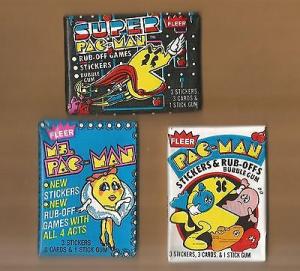 FLEER
SUPER
PAC-MAN
RUB-OFF GAMES
STICKERS
BUBBLE GUM
3 STICKERS
3 CARDS &
1 STICK GUM
FLEER
MS.
PAC-MAN
• NEW
STICKERS
• NEW
RUB-OFF
GAMES WITH
ALL 4 ACTS
3 STICKERS
3 CARDS & 1 STICK GUM
FLEER
PAC-MAN
STICKERS & RUB-OFFS
BUBBLE GUM
3 STICKERS, 3 CARDS, & 1 STICK GUM